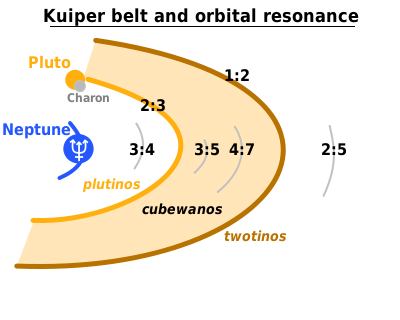 Kuiper belt and orbital resonance
Pluto
1:2
Charon
2:3
Neptune
3:4
3:5
4:7
2:5
plutinos
cubewanos
twotinos